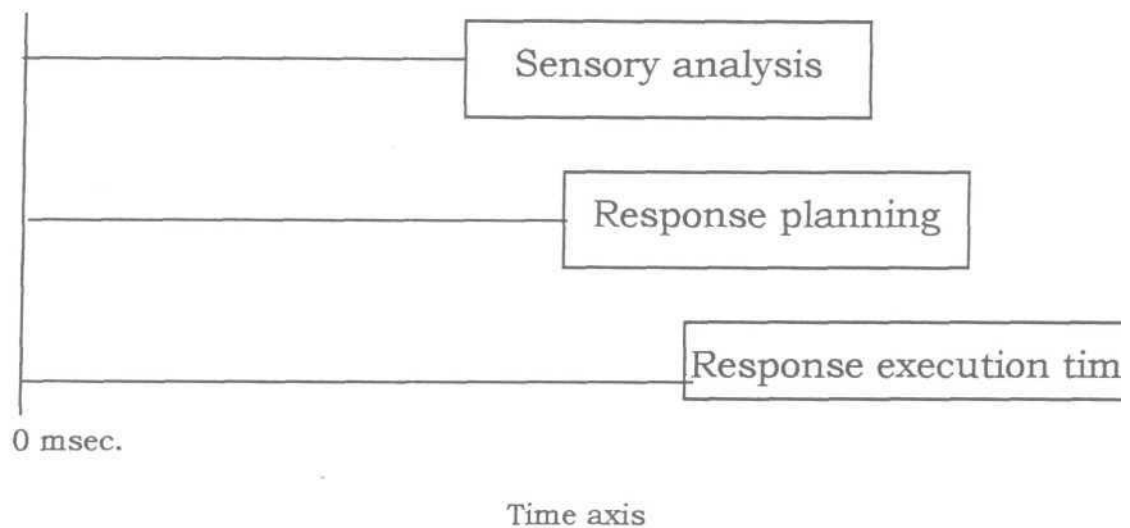 Sensory analysis
Response planning
Response execution tim
0 msec.
Time axis